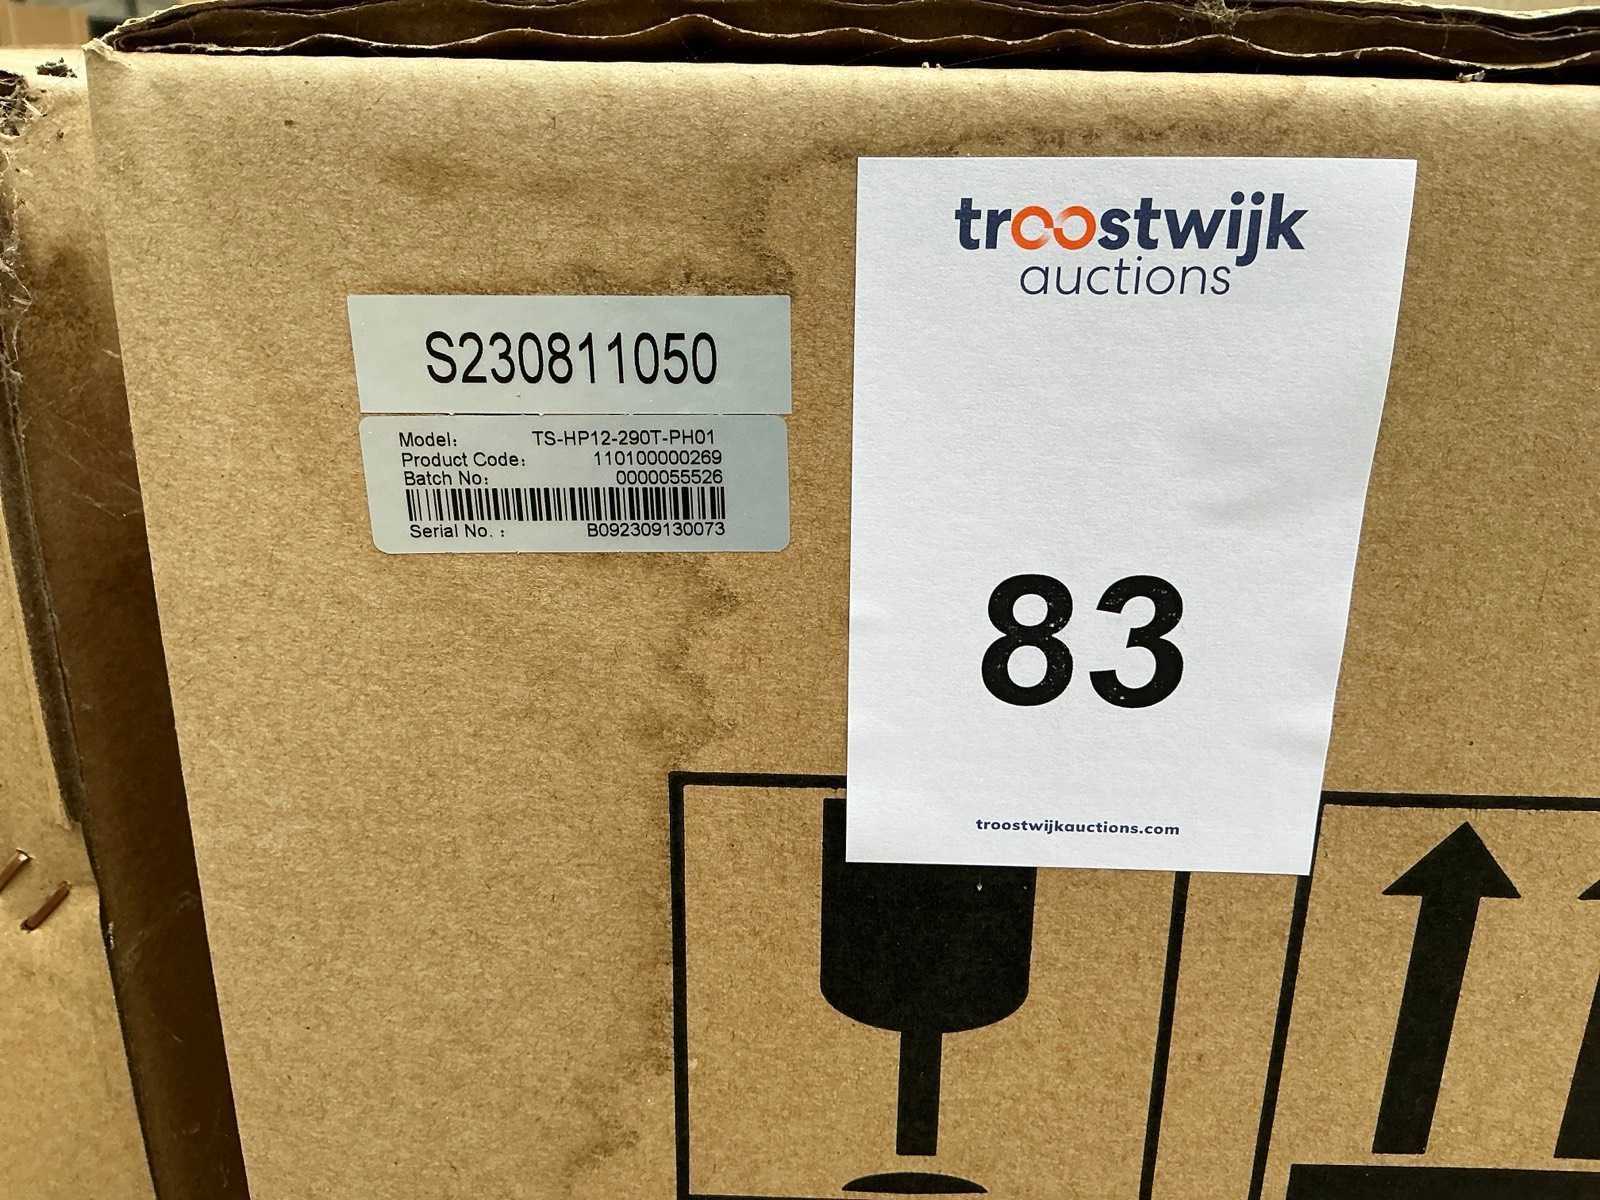 S230811050
Model: TS-HP12-290T-PH01
Product Code: 110100000269
Batch No: 0000055526
Serial No. : B092309130073
troostwijk
auctions
83
troostwijkauctions.com